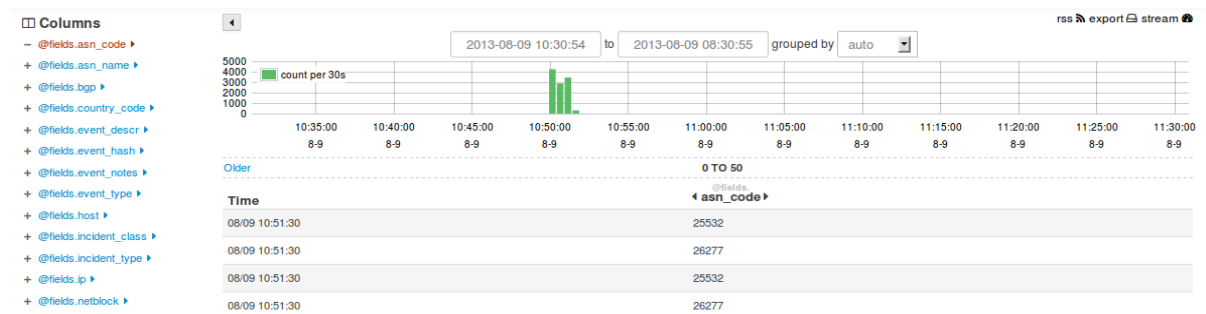 Columns
rss export stream
@fields.asn_code
@fields.asn_name
@fields.bgp
@fields.country_code
@fields.event_descr
@fields.event_hash
@fields.event_notes
@fields.event_type
@fields.host
@fields.incident_class
@fields.incident_type
@fields.ip
@fields.netblock
2013-08-09 10:30:54 to 2013-08-09 08:30:55 grouped by auto
5000
4000
3000
2000
1000
0
count per 30s
10:35:00 10:40:00 10:45:00 10:50:00 10:55:00 11:00:00 11:05:00 11:10:00 11:15:00 11:20:00 11:25:00 11:30:00
8-9 8-9 8-9 8-9 8-9 8-9 8-9 8-9 8-9 8-9 8-9 8-9
Older 0 TO 50
@fields.
Time asn_code
08/09 10:51:30 25532
08/09 10:51:30 26277
08/09 10:51:30 25532
08/09 10:51:30 26277